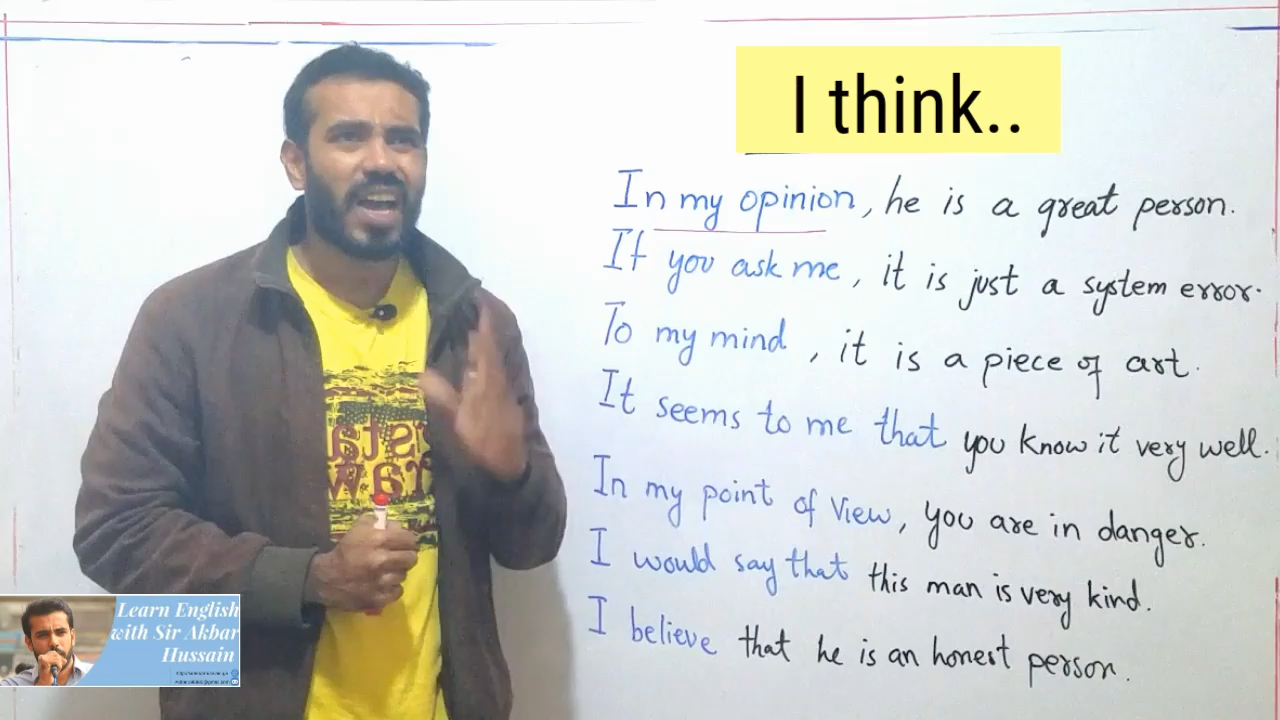 I think..
In my opinion, he is a great person.
If you ask me, it is just a system error.
To my mind, it is a piece of art.
It seems to me that you know it very well.
In my point of view, you are in danger.
I would say that this man is very kind.
I believe that he is an honest person.
Learn English
with Sir Akbar
Hussain